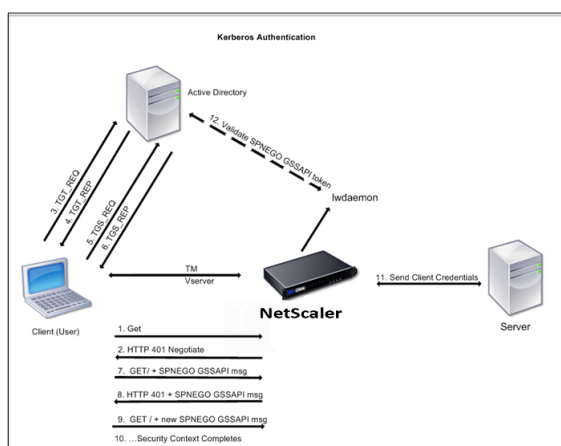 Kerberos Authentication
Active Directory
12. Validate SPNEGO GSSAPI token
3. TGT_REQ
4. TGT_REP
5. TGS_REQ
6. TGS_REP
lwdaemon
TM
Vserver
11. Send Client Credentials
NetScaler
Client (User)
Server
1. Get
2. HTTP 401 Negotiate
7. GET/ + SPNEGO GSSAPI msg
8. HTTP 401 + SPNEGO GSSAPI msg
9. GET / + new SPNEGO GSSAPI msg
10. ...Security Context Completes